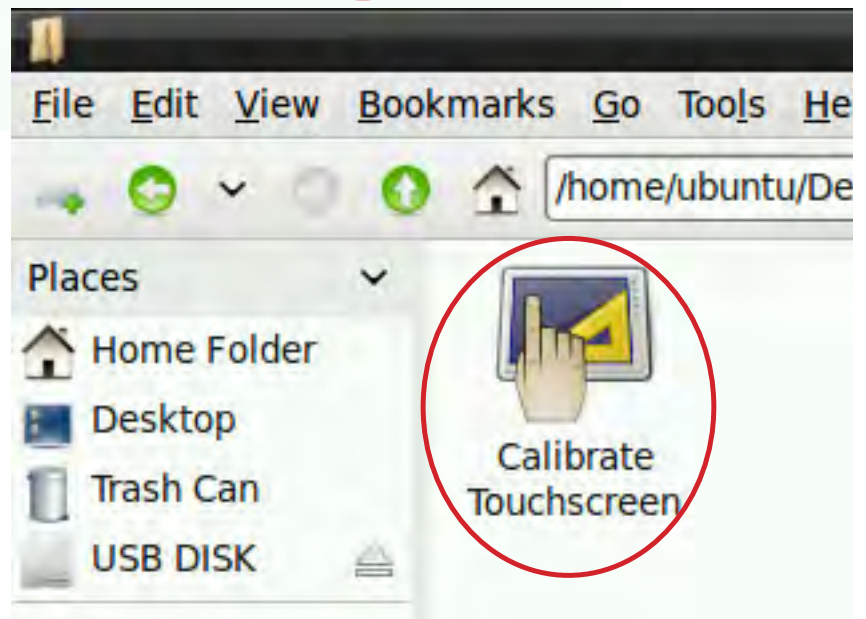 File Edit View Bookmarks Go Tools He
/home/ubuntu/De
Places
Home Folder
Desktop
Trash Can
USB DISK
Calibrate
Touchscreen